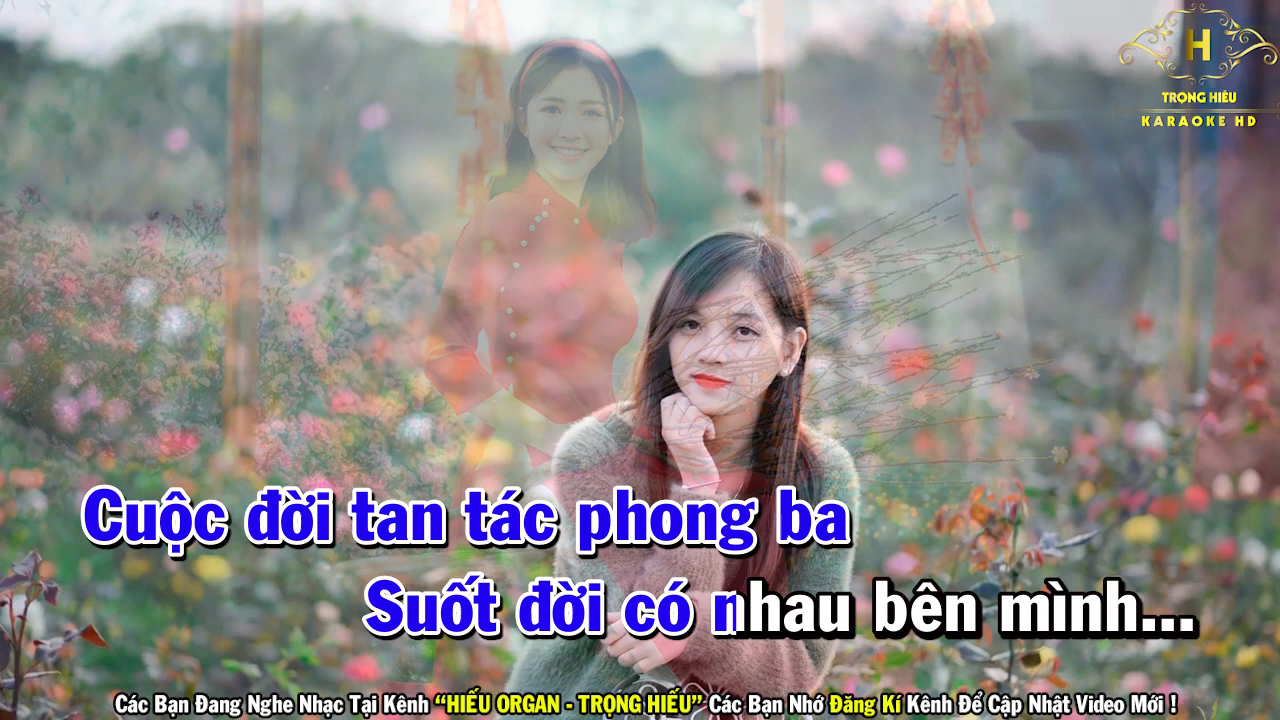 H
TRỌNG HIẾU
KARAOKE HD
Cuộc đời tan tác phong ba
Suốt đời có nhau bên mình...
Các Bạn Đang Nghe Nhạc Tại Kênh “HIẾU ORGAN - TRỌNG HIẾU” Các Bạn Nhớ Đăng Kí Kênh Để Cập Nhật Video Mới !